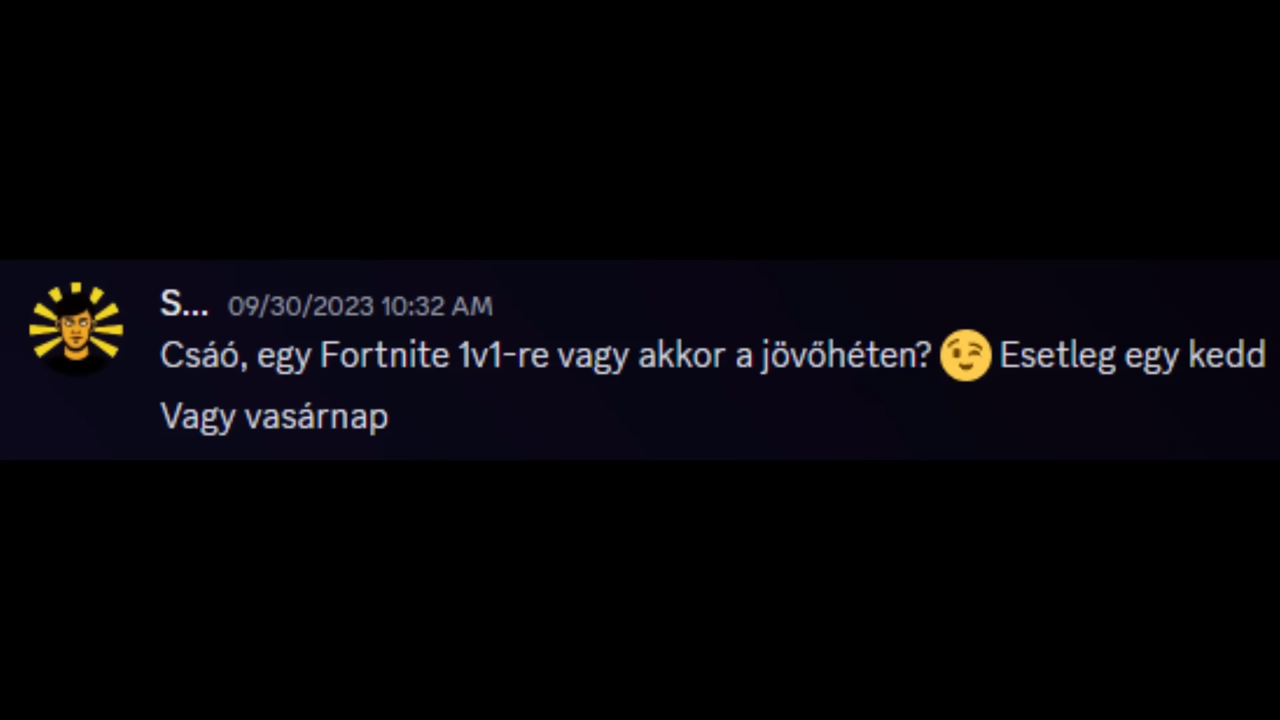 S... 09/30/2023 10:32 AM
Csáó, egy Fortnite 1v1-re vagy akkor a jövőhéten? 😉 Esetleg egy kedd
Vagy vasárnap